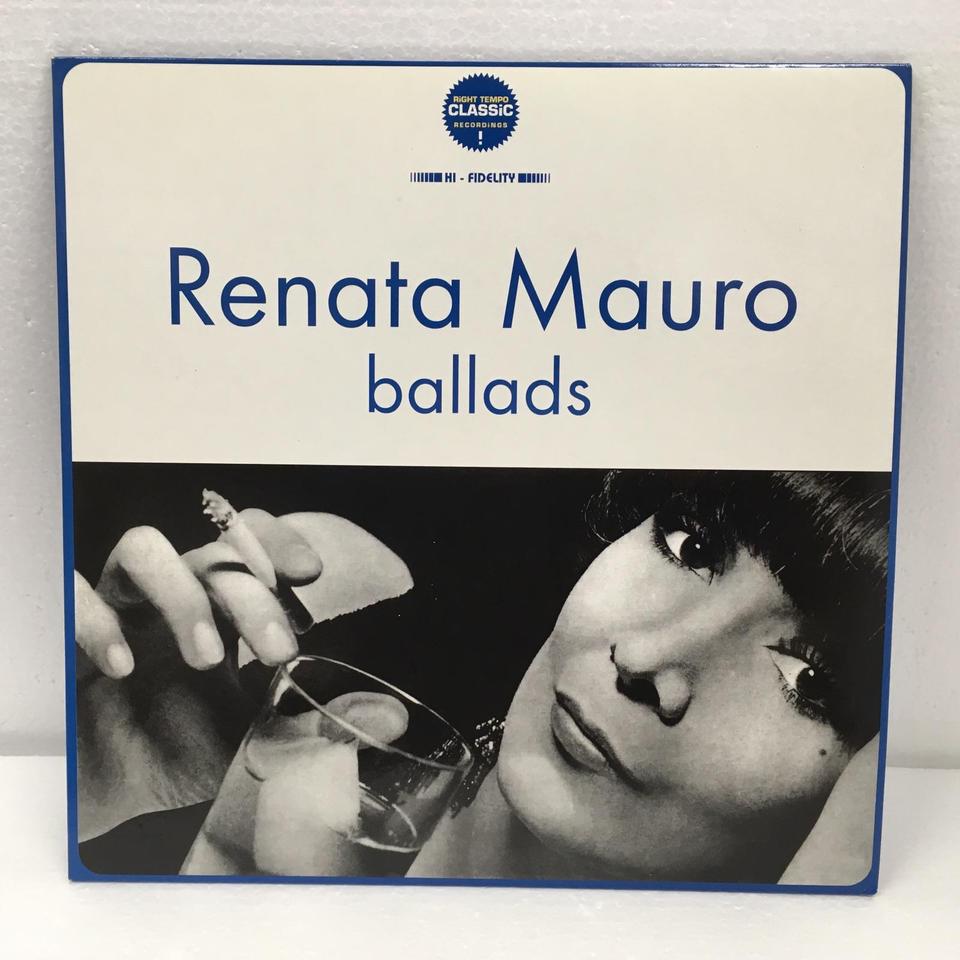 RiGHT TEMPO
CLASSiC
RECORDiNGS
!
HI - FIDELITY
Renata Mauro
ballads